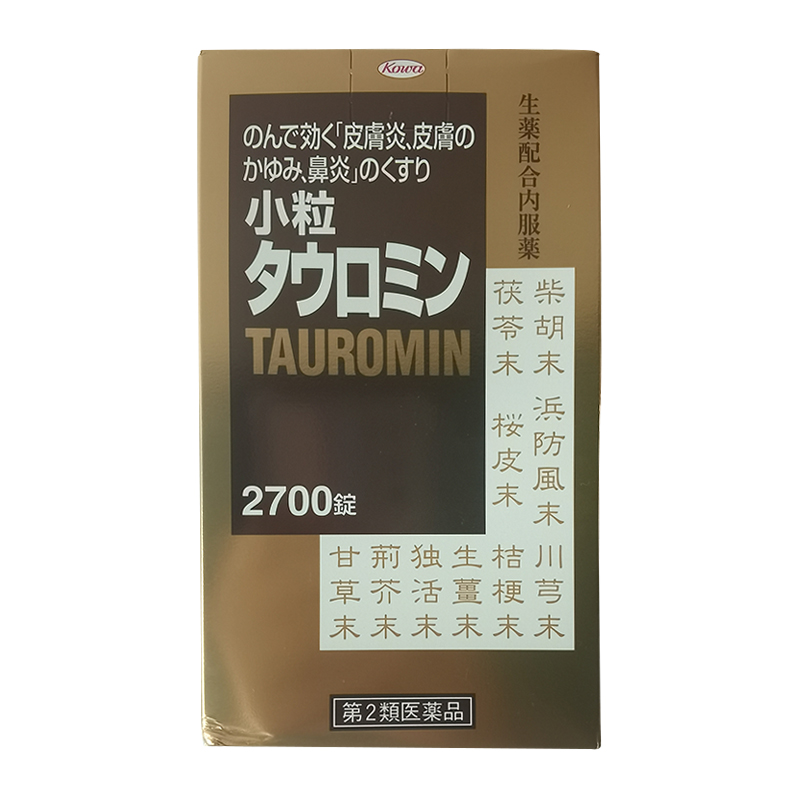 Kowa
のんで効く「皮膚炎、皮膚の
かゆみ、鼻炎」のくすり
小粒
タウロミン
TAUROMIN
2700錠
生薬配合内服薬
柴胡末
茯苓末
浜防風末
桜皮末
川芎末
桔梗末
生薑末
独活末
荊芥末
甘草末
第2類医薬品